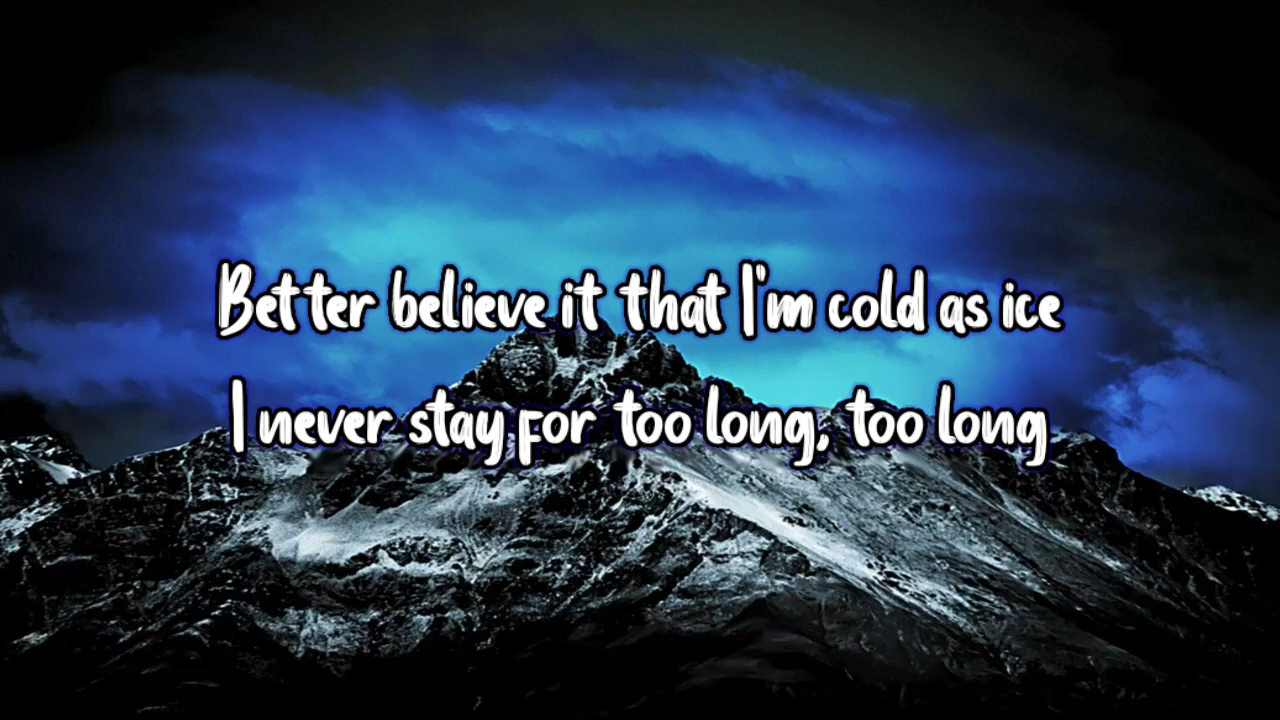 Better believe it that I'm cold as ice
I never stay for too long, too long